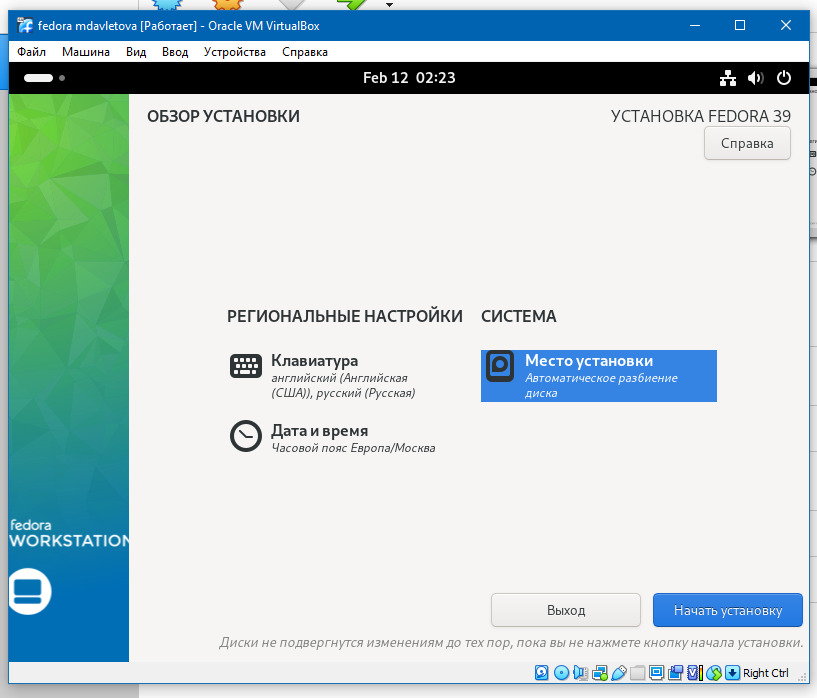 fedora mdavletova [Работает] - Oracle VM VirtualBox
Файл Машина Вид Ввод Устройства Справка
Feb 12 02:23
ОБЗОР УСТАНОВКИ
УСТАНОВКА FEDORA 39
Справка
РЕГИОНАЛЬНЫЕ НАСТРОЙКИ
СИСТЕМА
Клавиатура
английский (Английская
(США)), русский (Русская)
Место установки
Автоматическое разбиение
диска
Дата и время
Часовой пояс Европа/Москва
fedora
WORKSTATION
Выход
Начать установку
Диски не подвергнутся изменениям до тех пор, пока вы не нажмете кнопку начала установки.
Right Ctrl